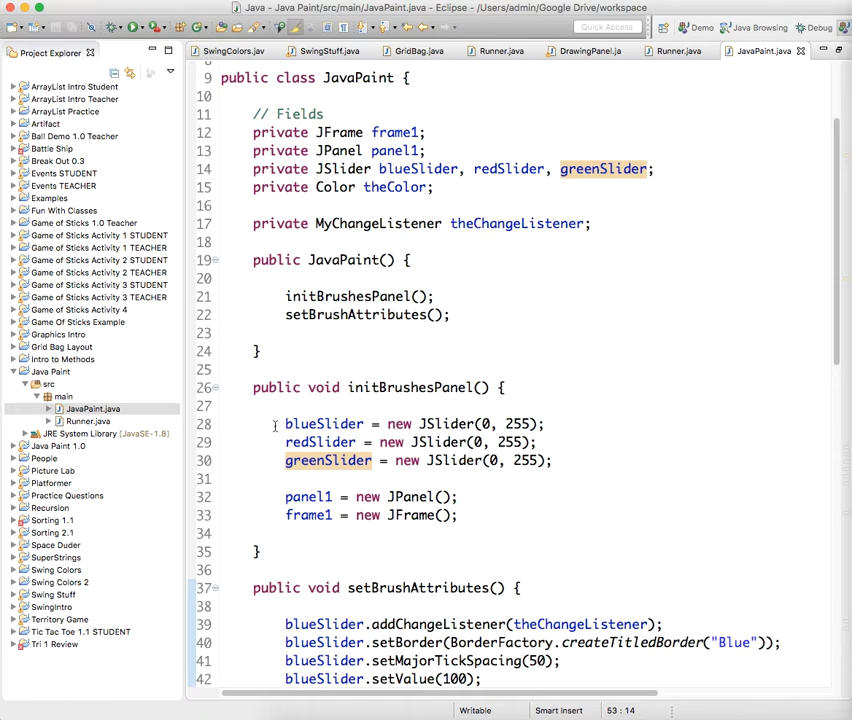 Java - Java Paint/src/main/JavaPaint.java - Eclipse - /Users/admin/Google Drive/workspace
Quick Access
Demo
Java Browsing
Debug
Project Explorer
SwingColors.jav
SwingStuff.java
GridBag.java
Runner.java
DrawingPanel.ja
Runner.java
JavaPaint.java
ArrayList Intro Student
ArrayList Intro Teacher
ArrayList Practice
Artifact
Ball Demo 1.0 Teacher
Battle Ship
Break Out 0.3
Events STUDENT
Events TEACHER
Examples
Fun With Classes
Game of Sticks 1.0 Teacher
Game of Sticks Activity 1 STUDENT
Game of Sticks Activity 1 TEACHER
Game of Sticks Activity 2 STUDENT
Game of Sticks Activity 2 TEACHER
Game of Sticks Activity 3 STUDENT
Game of Sticks Activity 3 TEACHER
Game of Sticks Activity 4
Game Of Sticks Example
Graphics Intro
Grid Bag Layout
Intro to Methods
Java Paint
src
main
JavaPaint.java
Runner.java
JRE System Library [JavaSE-1.8]
Java Paint 1.0
People
Picture Lab
Platformer
Practice Questions
Recursion
Sorting 1.1
Sorting 2.1
Space Duder
SuperStrings
Swing Colors
Swing Colors 2
Swing Stuff
SwingIntro
Territory Game
Tic Tac Toe 1.1 STUDENT
Tri 1 Review
9 public class JavaPaint {
10
11 // Fields
12 private JFrame frame1;
13 private JPanel panel1;
14 private JSlider blueSlider, redSlider, greenSlider;
15 private Color theColor;
16
17 private MyChangeListener theChangeListener;
18
19 public JavaPaint() {
20
21 initBrushesPanel();
22 setBrushAttributes();
23
24 }
25
26 public void initBrushesPanel() {
27
28 blueSlider = new JSlider(0, 255);
29 redSlider = new JSlider(0, 255);
30 greenSlider = new JSlider(0, 255);
31
32 panel1 = new JPanel();
33 frame1 = new JFrame();
34
35 }
36
37 public void setBrushAttributes() {
38
39 blueSlider.addChangeListener(theChangeListener);
40 blueSlider.setBorder(BorderFactory.createTitledBorder("Blue"));
41 blueSlider.setMajorTickSpacing(50);
42 blueSlider.setValue(100);
Writable
Smart Insert
53 : 14